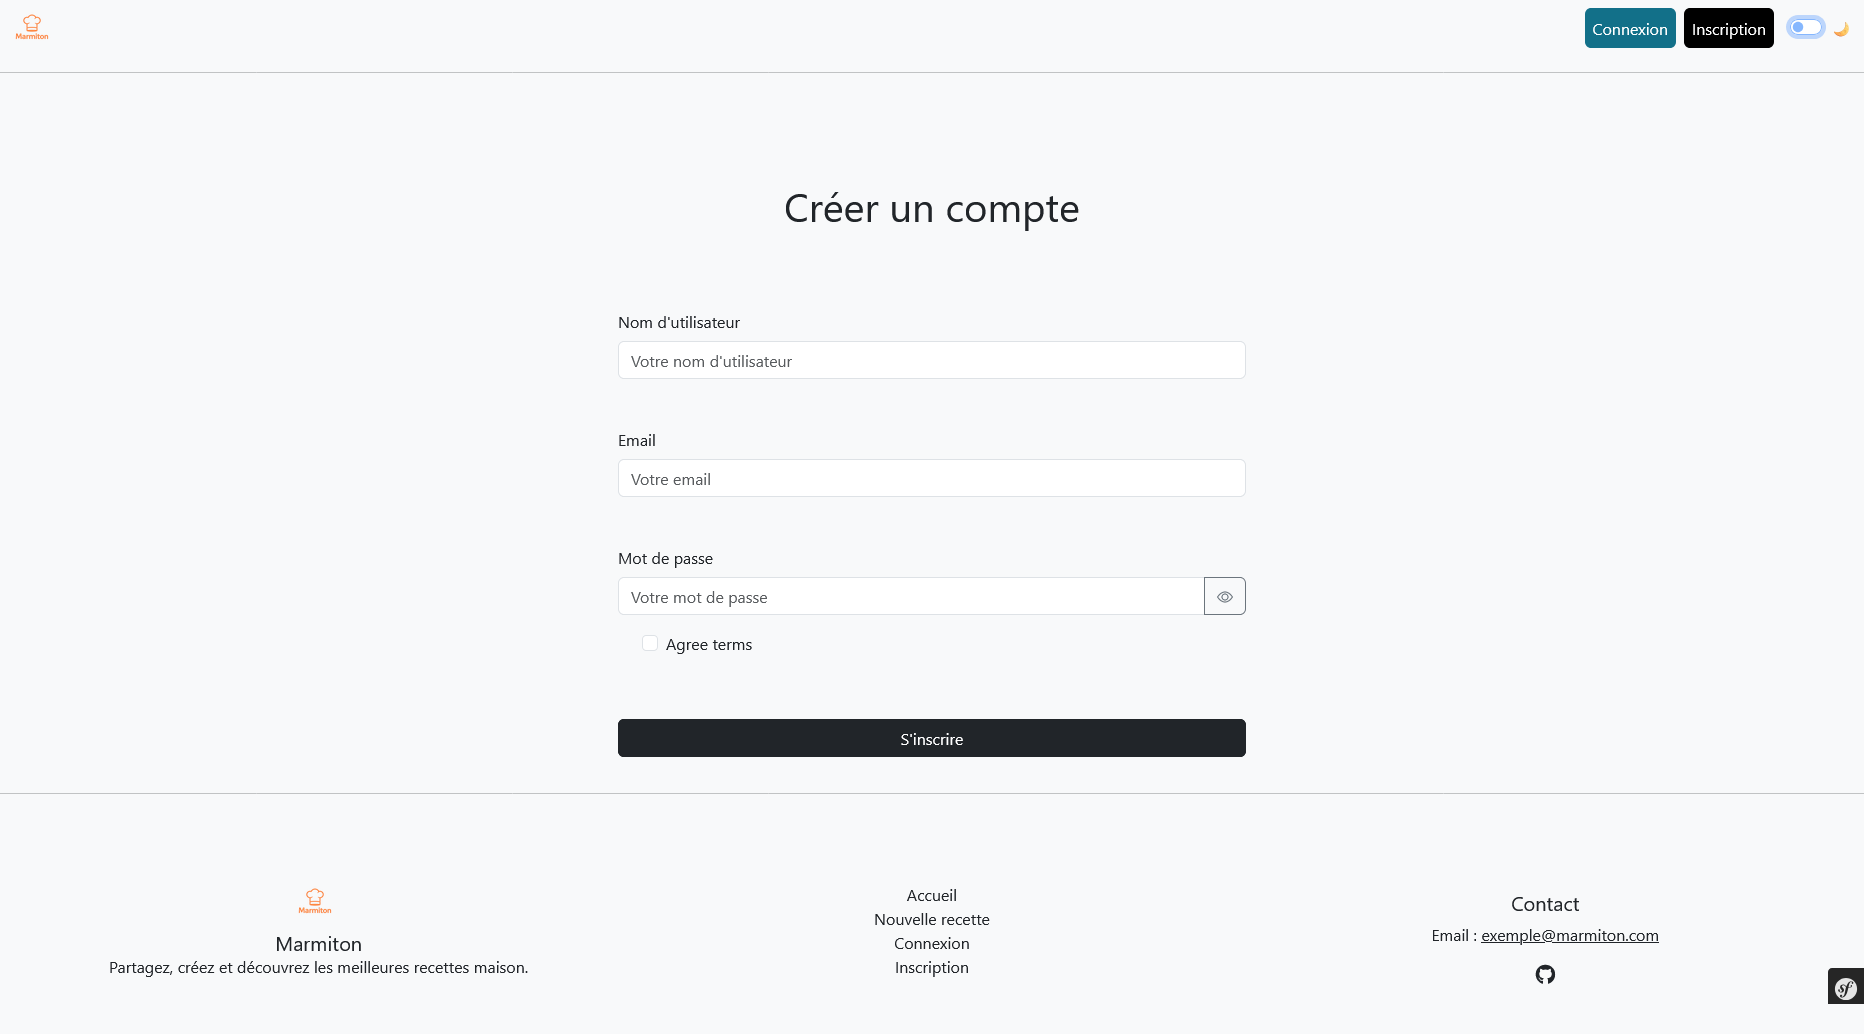 Marmiton
Connexion
Inscription
Créer un compte
Nom d'utilisateur
Votre nom d'utilisateur
Email
Votre email
Mot de passe
Votre mot de passe
Agree terms
S'inscrire
Marmiton
Marmiton
Partagez, créez et découvrez les meilleures recettes maison.
Accueil
Nouvelle recette
Connexion
Inscription
Contact
Email : exemple@marmiton.com
sf